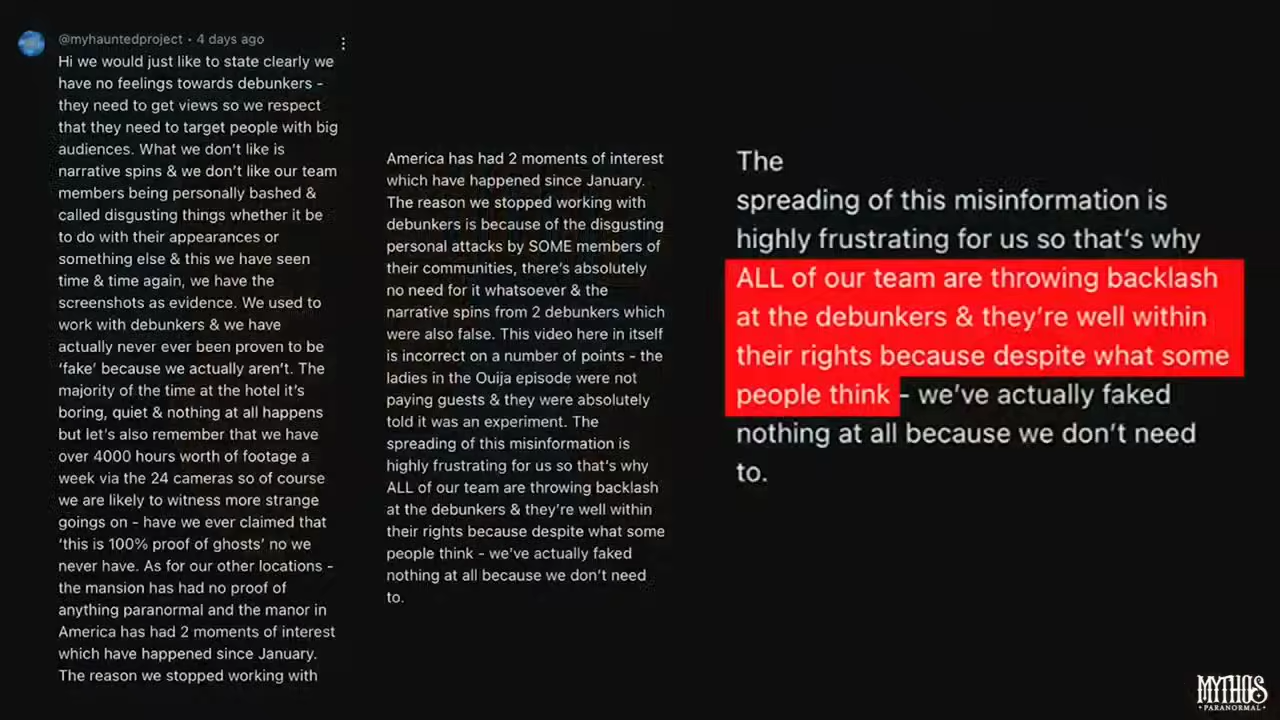 @myhauntedproject • 4 days ago
Hi we would just like to state clearly we
have no feelings towards debunkers -
they need to get views so we respect
that they need to target people with big
audiences. What we don't like is
narrative spins & we don't like our team
members being personally bashed &
called disgusting things whether it be
to do with their appearances or
something else & this we have seen
time & time again, we have the
screenshots as evidence. We used to
work with debunkers & we have
actually never ever been proven to be
'fake' because we actually aren't. The
majority of the time at the hotel it's
boring, quiet & nothing at all happens
but let's also remember that we have
over 4000 hours worth of footage a
week via the 24 cameras so of course
we are likely to witness more strange
goings on - have we ever claimed that
'this is 100% proof of ghosts' no we
never have. As for our other locations -
the mansion has had no proof of
anything paranormal and the manor in
America has had 2 moments of interest
which have happened since January.
The reason we stopped working with
America has had 2 moments of interest
which have happened since January.
The reason we stopped working with
debunkers is because of the disgusting
personal attacks by SOME members of
their communities, there's absolutely
no need for it whatsoever & the
narrative spins from 2 debunkers which
were also false. This video here in itself
is incorrect on a number of points - the
ladies in the Ouija episode were not
paying guests & they were absolutely
told it was an experiment. The
spreading of this misinformation is
highly frustrating for us so that's why
ALL of our team are throwing backlash
at the debunkers & they're well within
their rights because despite what some
people think - we've actually faked
nothing at all because we don't need
to.
The
spreading of this misinformation is
highly frustrating for us so that's why
ALL of our team are throwing backlash
at the debunkers & they're well within
their rights because despite what some
people think - we've actually faked
nothing at all because we don't need
to.
MYTHOS
• PARANORMAL •